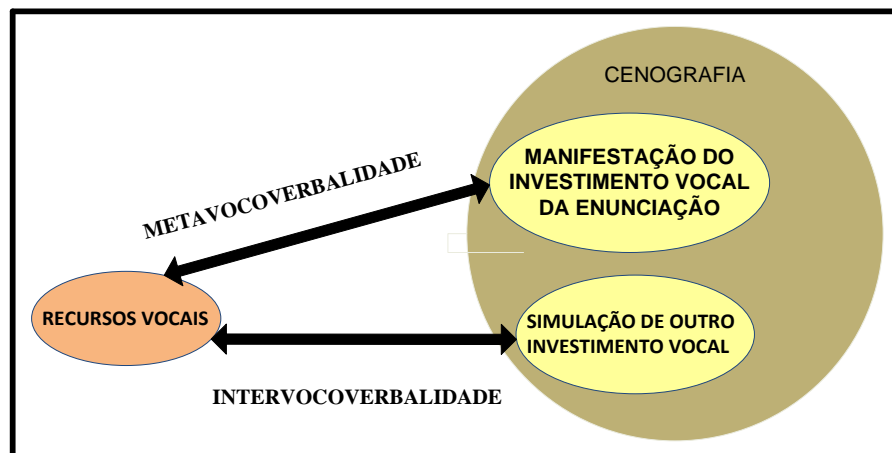 CENOGRAFIA
METAVOCOVERBALIDADE
MANIFESTAÇÃO DO
INVESTIMENTO VOCAL
DA ENUNCIAÇÃO
RECURSOS VOCAIS
SIMULAÇÃO DE OUTRO
INVESTIMENTO VOCAL
INTERVOCOVERBALIDADE